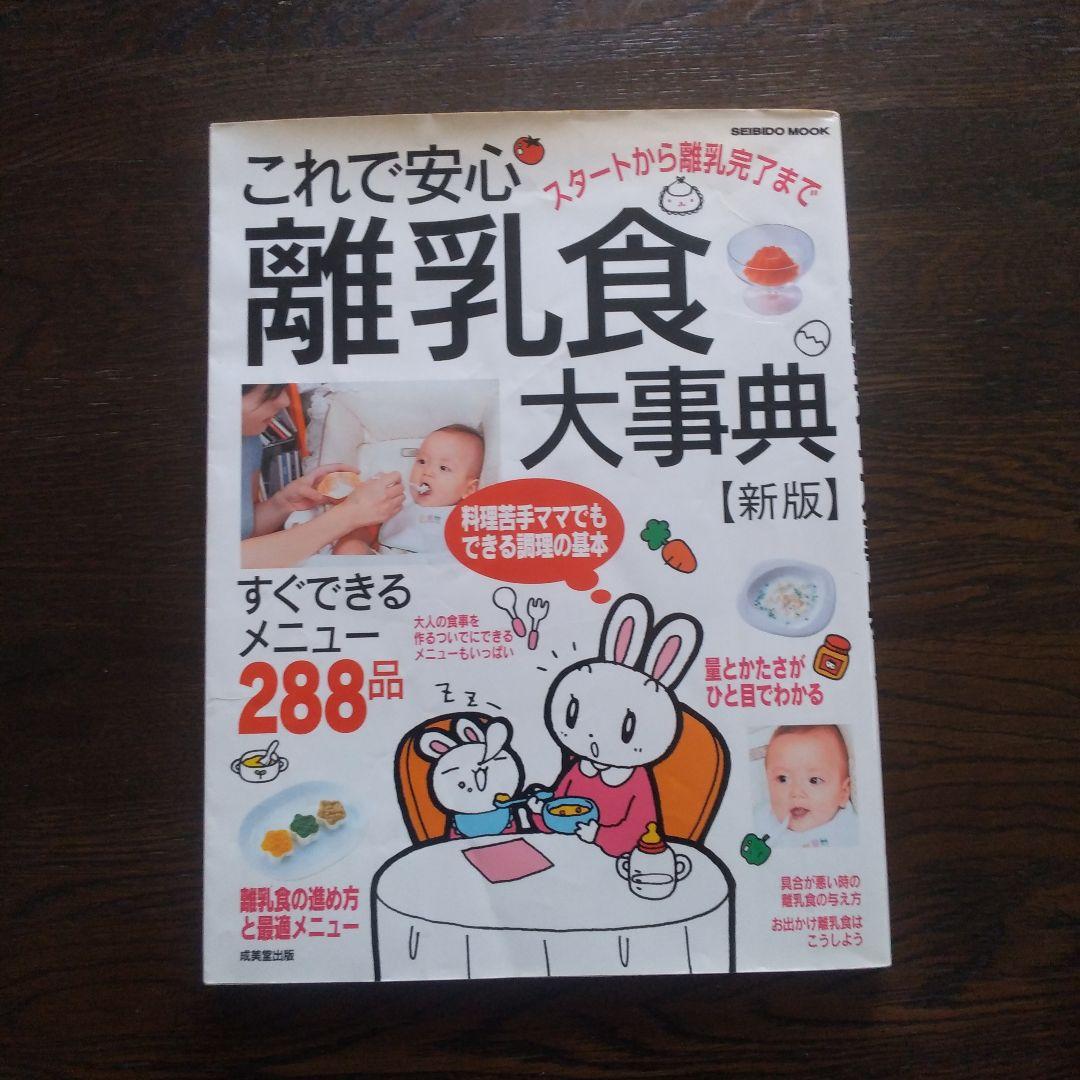 SEIBIDO MOOK
これで安心
スタートから離乳完了まで
離乳食
大事典
【新版】
料理苦手ママでも
できる調理の基本
すぐできる
メニュー
288品
大人の食事を
作るついでにできる
メニューもいっぱい
ZZ
量とかたさが
ひと目でわかる
離乳食の進め方
と最適メニュー
具合が悪い時の
離乳食の与え方
お出かけ離乳食は
こうしよう
成美堂出版